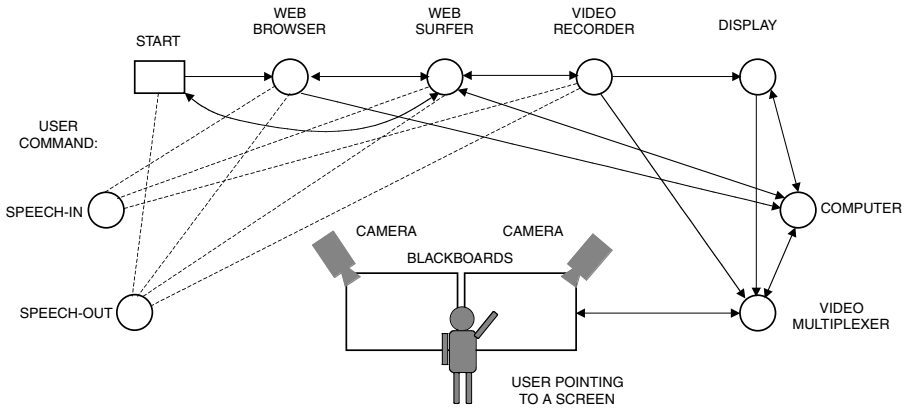 START
WEB
BROWSER
WEB
SURFER
VIDEO
RECORDER
DISPLAY
USER
COMMAND:
SPEECH-IN
COMPUTER
CAMERA
CAMERA
BLACKBOARDS
SPEECH-OUT
VIDEO
MULTIPLEXER
USER POINTING
TO A SCREEN